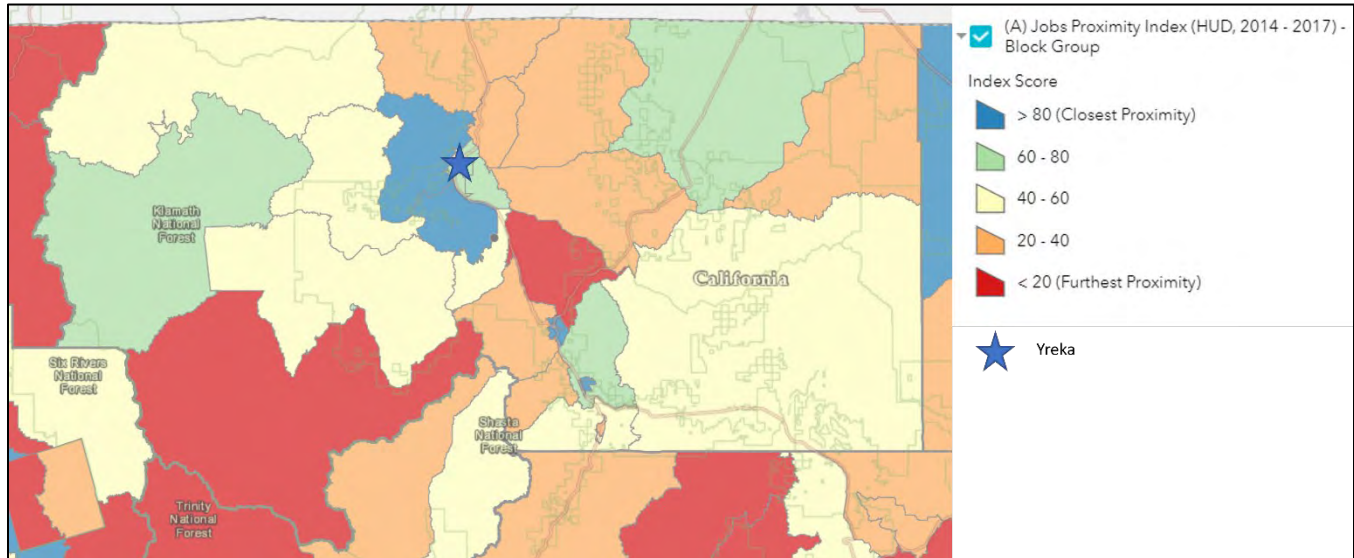 (A) Jobs Proximity Index (HUD, 2014 - 2017) -
Block Group
Index Score
> 80 (Closest Proximity)
60 - 80
40 - 60
20 - 40
< 20 (Furthest Proximity)
Yreka
Klamath
National
Forest
California
Six Rivers
National
Forest
Shasta
National
Forest
Trinity
National
Forest